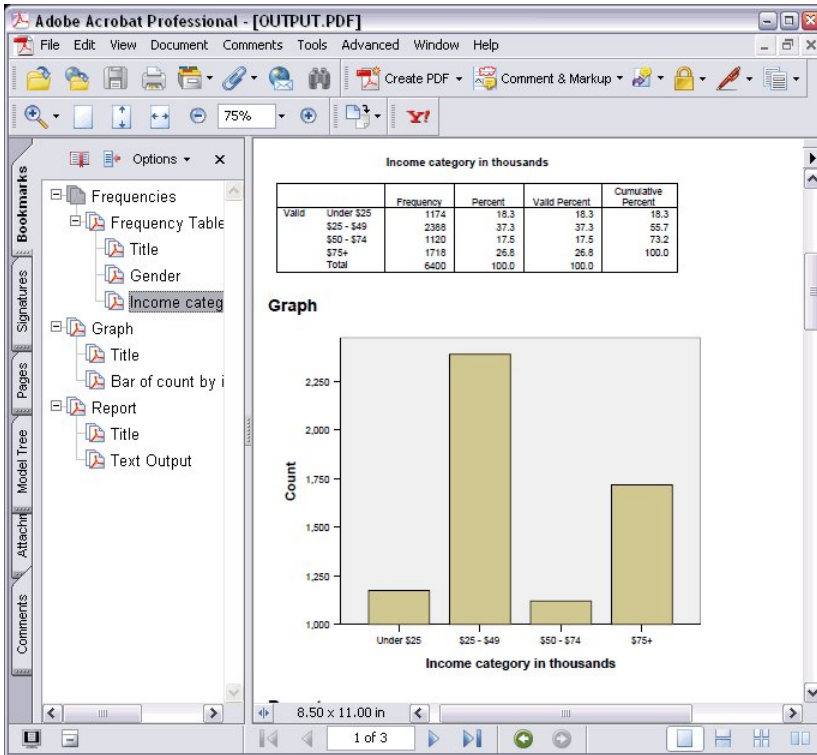 Adobe Acrobat Professional - [OUTPUT.PDF]
File Edit View Document Comments Tools Advanced Window Help
Create PDF Comment & Markup
75% Y!
Bookmarks
Signatures
Pages
Model Tree
Attachn
Comments
Options x
Frequencies
Frequency Table
Title
Gender
Income categ
Graph
Title
Bar of count by i
Report
Title
Text Output
Income category in thousands
Frequency Percent Valid Percent Cumulative Percent
Valid Under $25 1174 18.3 18.3 18.3
$25 - $49 2388 37.3 37.3 55.7
$50 - $74 1120 17.5 17.5 73.2
$75+ 1718 26.8 26.8 100.0
Total 6400 100.0 100.0
Graph
2,250
2,000
1,750
1,500
1,250
1,000
Count
Under $25 $25 - $49 $50 - $74 $75+
Income category in thousands
8.50 x 11.00 in
1 of 3